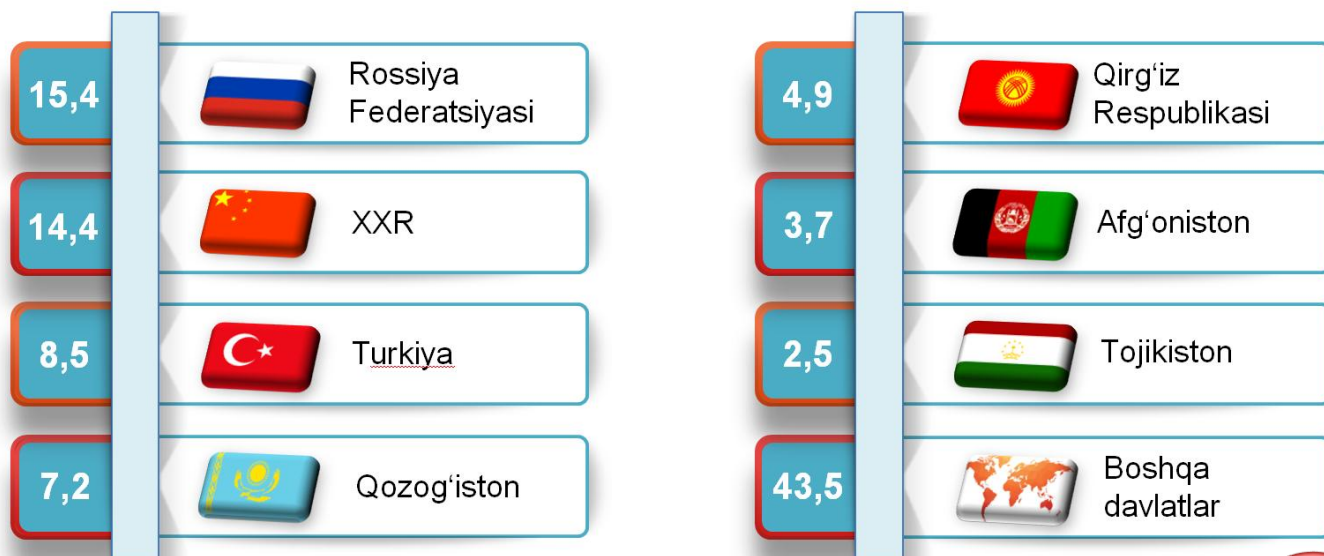 15,4
Rossiya
Federatsiyasi
14,4
XXR
8,5
Turkiya
7,2
Qozog‘iston
4,9
Qirg‘iz
Respublikasi
3,7
Afg‘oniston
2,5
Tojikiston
43,5
Boshqa
davlatlar